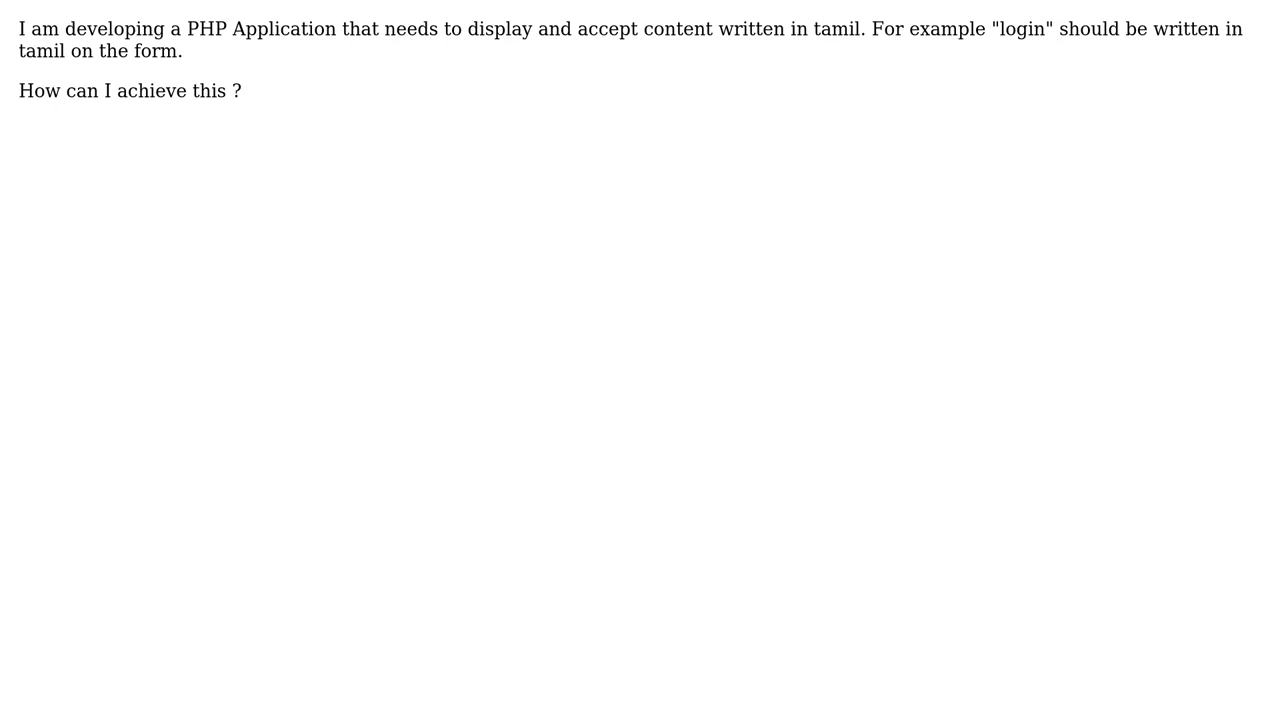 I am developing a PHP Application that needs to display and accept content written in tamil. For example "login" should be written in
tamil on the form.
How can I achieve this ?